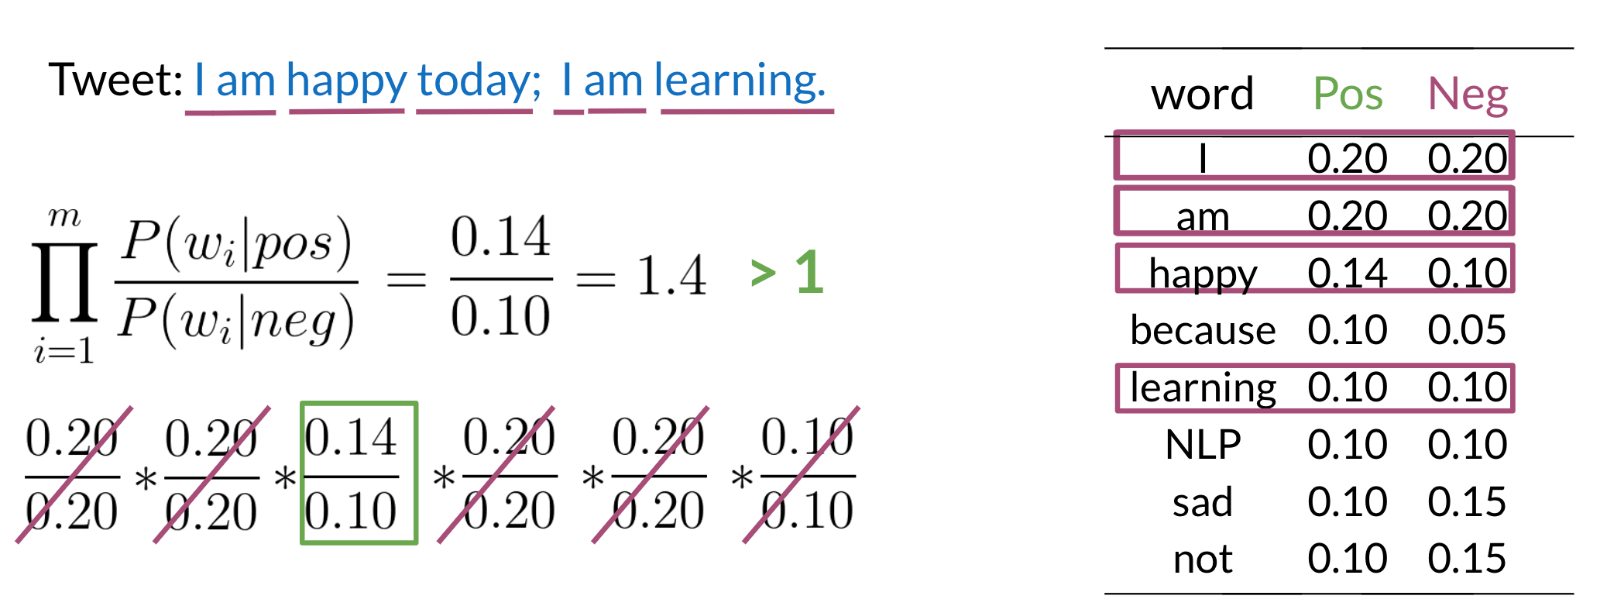 Tweet: I am happy today; I am learning.
m
∏ P(w_i|pos) / P(w_i|neg) = 0.14 / 0.10 = 1.4 > 1
i=1
0.20 / 0.20 * 0.20 / 0.20 * 0.14 / 0.10 * 0.20 / 0.20 * 0.20 / 0.20 * 0.10 / 0.10
word Pos Neg
I 0.20 0.20
am 0.20 0.20
happy 0.14 0.10
because 0.10 0.05
learning 0.10 0.10
NLP 0.10 0.10
sad 0.10 0.15
not 0.10 0.15